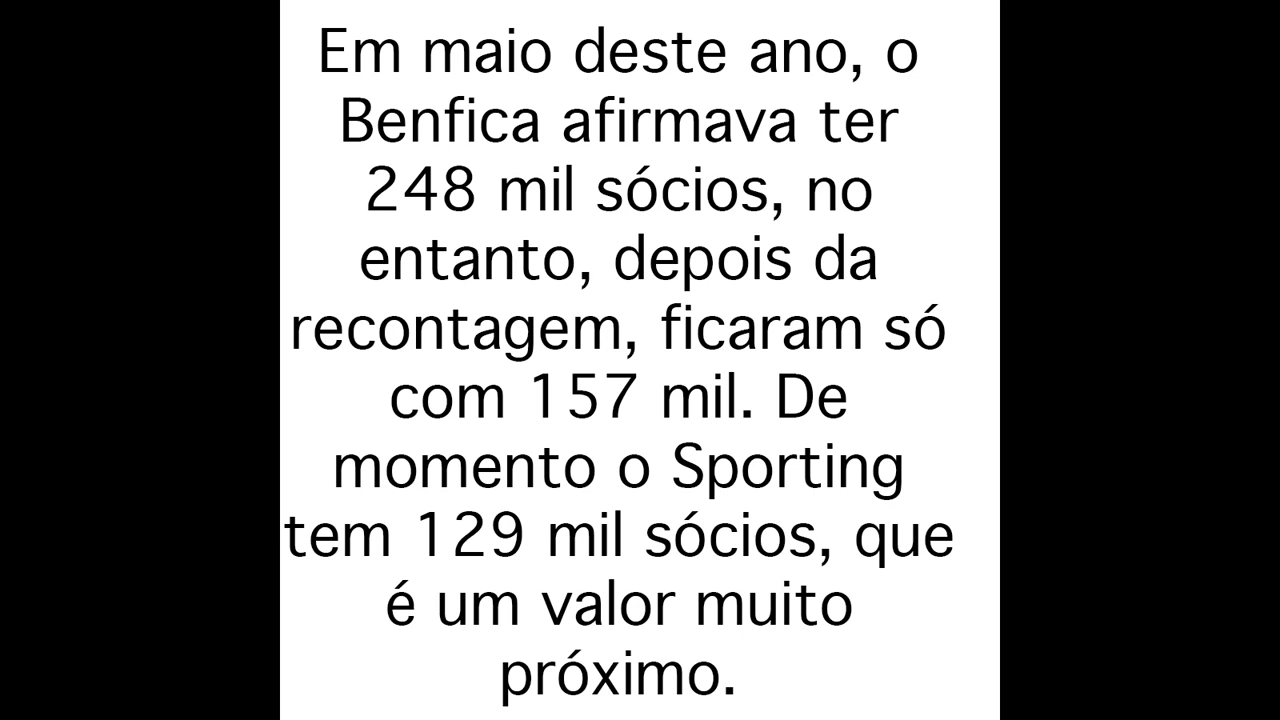 Em maio deste ano, o
Benfica afirmava ter
248 mil sócios, no
entanto, depois da
recontagem, ficaram só
com 157 mil. De
momento o Sporting
tem 129 mil sócios, que
é um valor muito
próximo.